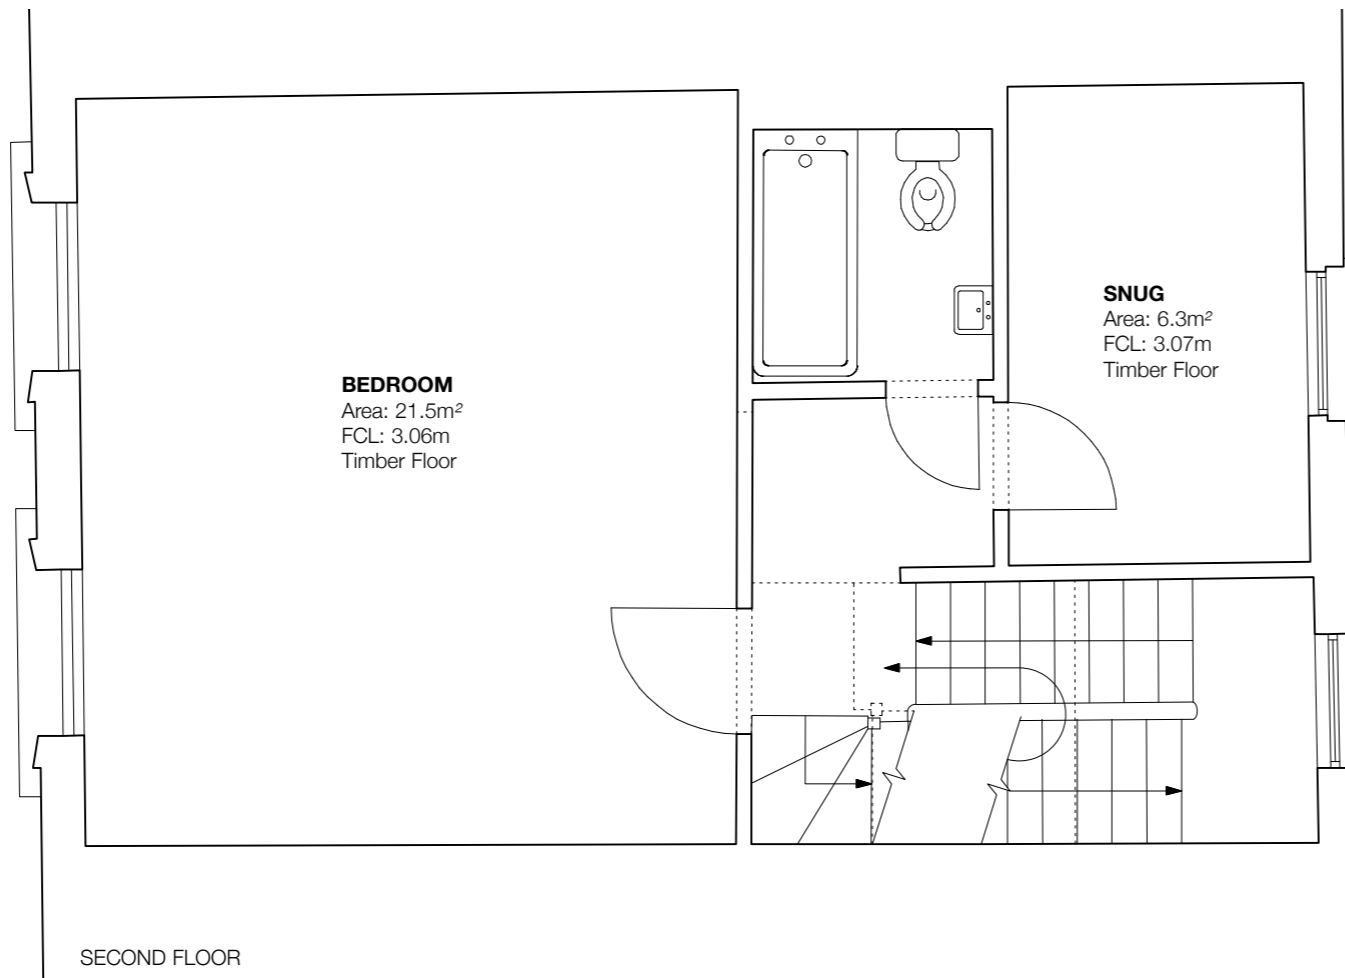 SNUG
Area: 6.3m²
FCL: 3.07m
Timber Floor
BEDROOM
Area: 21.5m²
FCL: 3.06m
Timber Floor
SECOND FLOOR